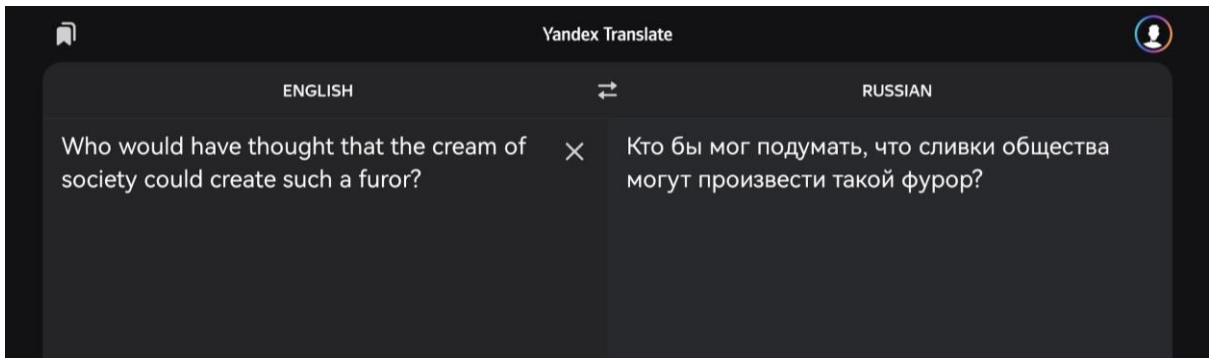 Yandex Translate
ENGLISH
RUSSIAN
Who would have thought that the cream of
society could create such a furor?
Кто бы мог подумать, что сливки общества
могут произвести такой фурор?